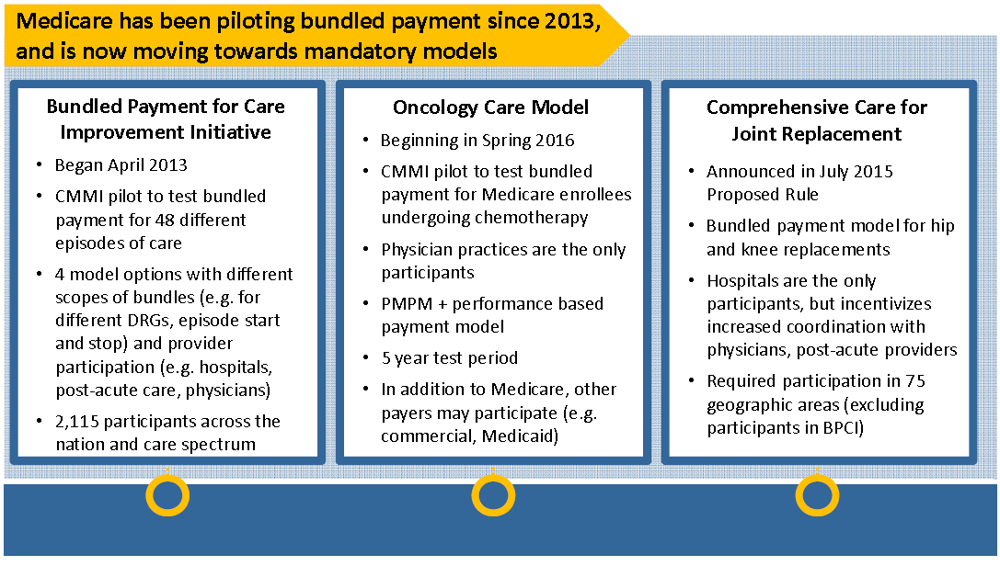 Medicare has been piloting bundled payment since 2013,
and is now moving towards mandatory models
Bundled Payment for Care
Improvement Initiative
• Began April 2013
• CMMI pilot to test bundled
payment for 48 different
episodes of care
• 4 model options with different
scopes of bundles (e.g. for
different DRGs, episode start
and stop) and provider
participation (e.g. hospitals,
post-acute care, physicians)
• 2,115 participants across the
nation and care spectrum
Oncology Care Model
• Beginning in Spring 2016
• CMMI pilot to test bundled
payment for Medicare enrollees
undergoing chemotherapy
• Physician practices are the only
participants
• PMPM + performance based
payment model
• 5 year test period
• In addition to Medicare, other
payers may participate (e.g.
commercial, Medicaid)
Comprehensive Care for
Joint Replacement
• Announced in July 2015
Proposed Rule
• Bundled payment model for hip
and knee replacements
• Hospitals are the only
participants, but incentivizes
increased coordination with
physicians, post-acute providers
• Required participation in 75
geographic areas (excluding
participants in BPCI)